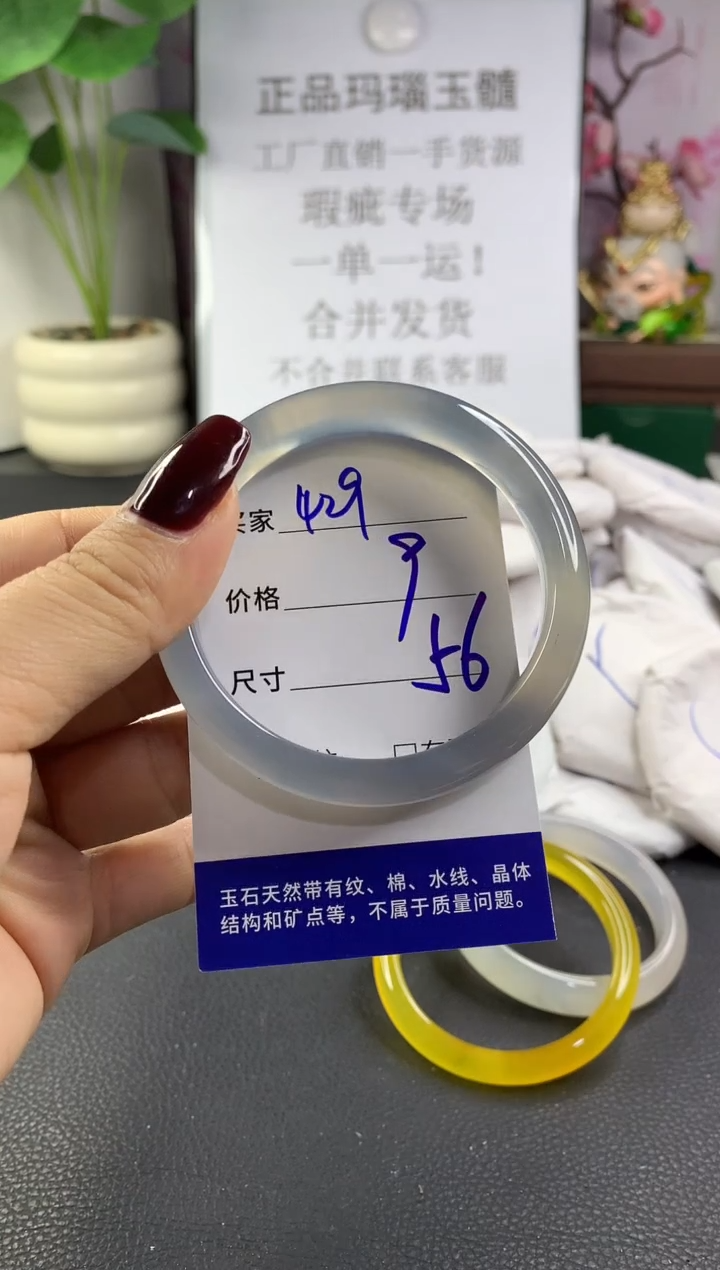 正品玛瑙玉髓
工厂直销一手货源
瑕疵专场
一单一运！
合并发货
不合并联系客服
买家 429
价格 9
尺寸 56
玉石天然带有纹、棉、水线、晶体
结构和矿点等，不属于质量问题。